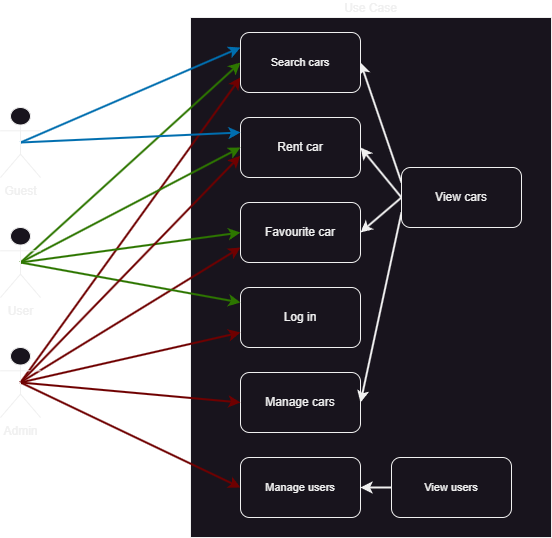 Use Case
Search cars
Rent car
Guest
View cars
Favourite car
User
Log in
Manage cars
Admin
Manage users
View users